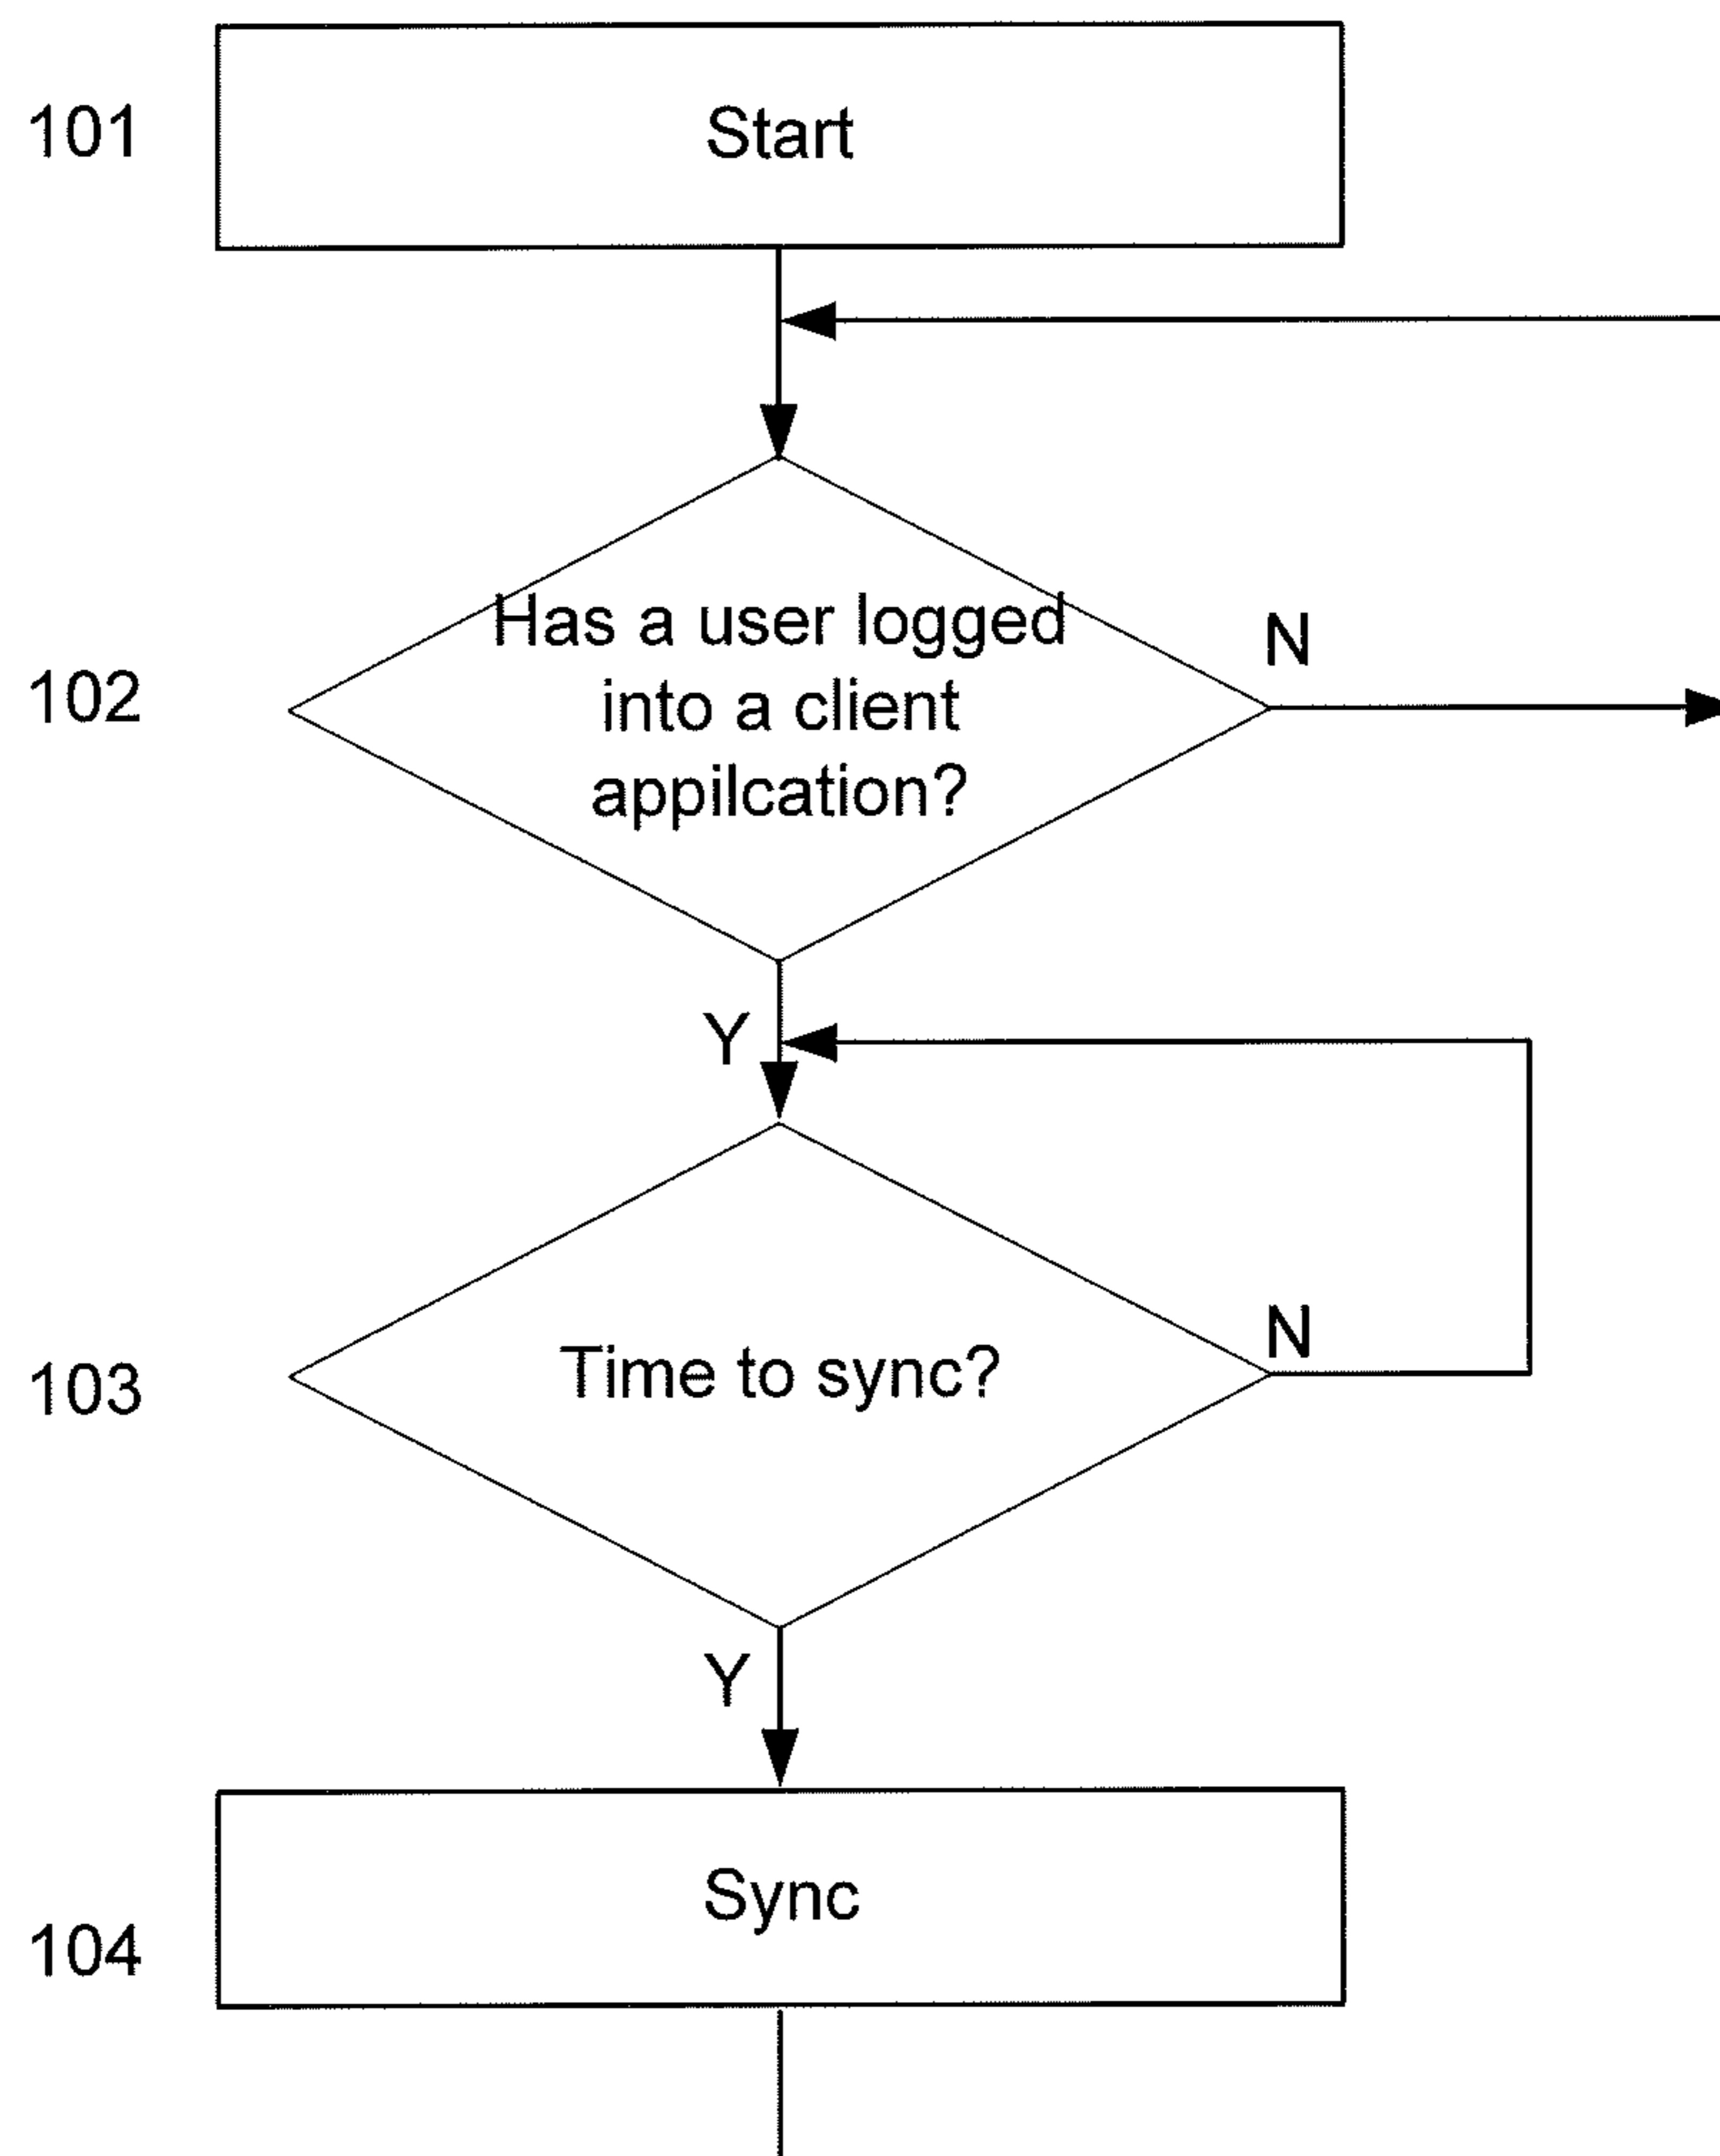 101
Start
Has a user logged
102
into a client
appilcation?
N
Y
103
Time to sync?
N
Y
104
Sync